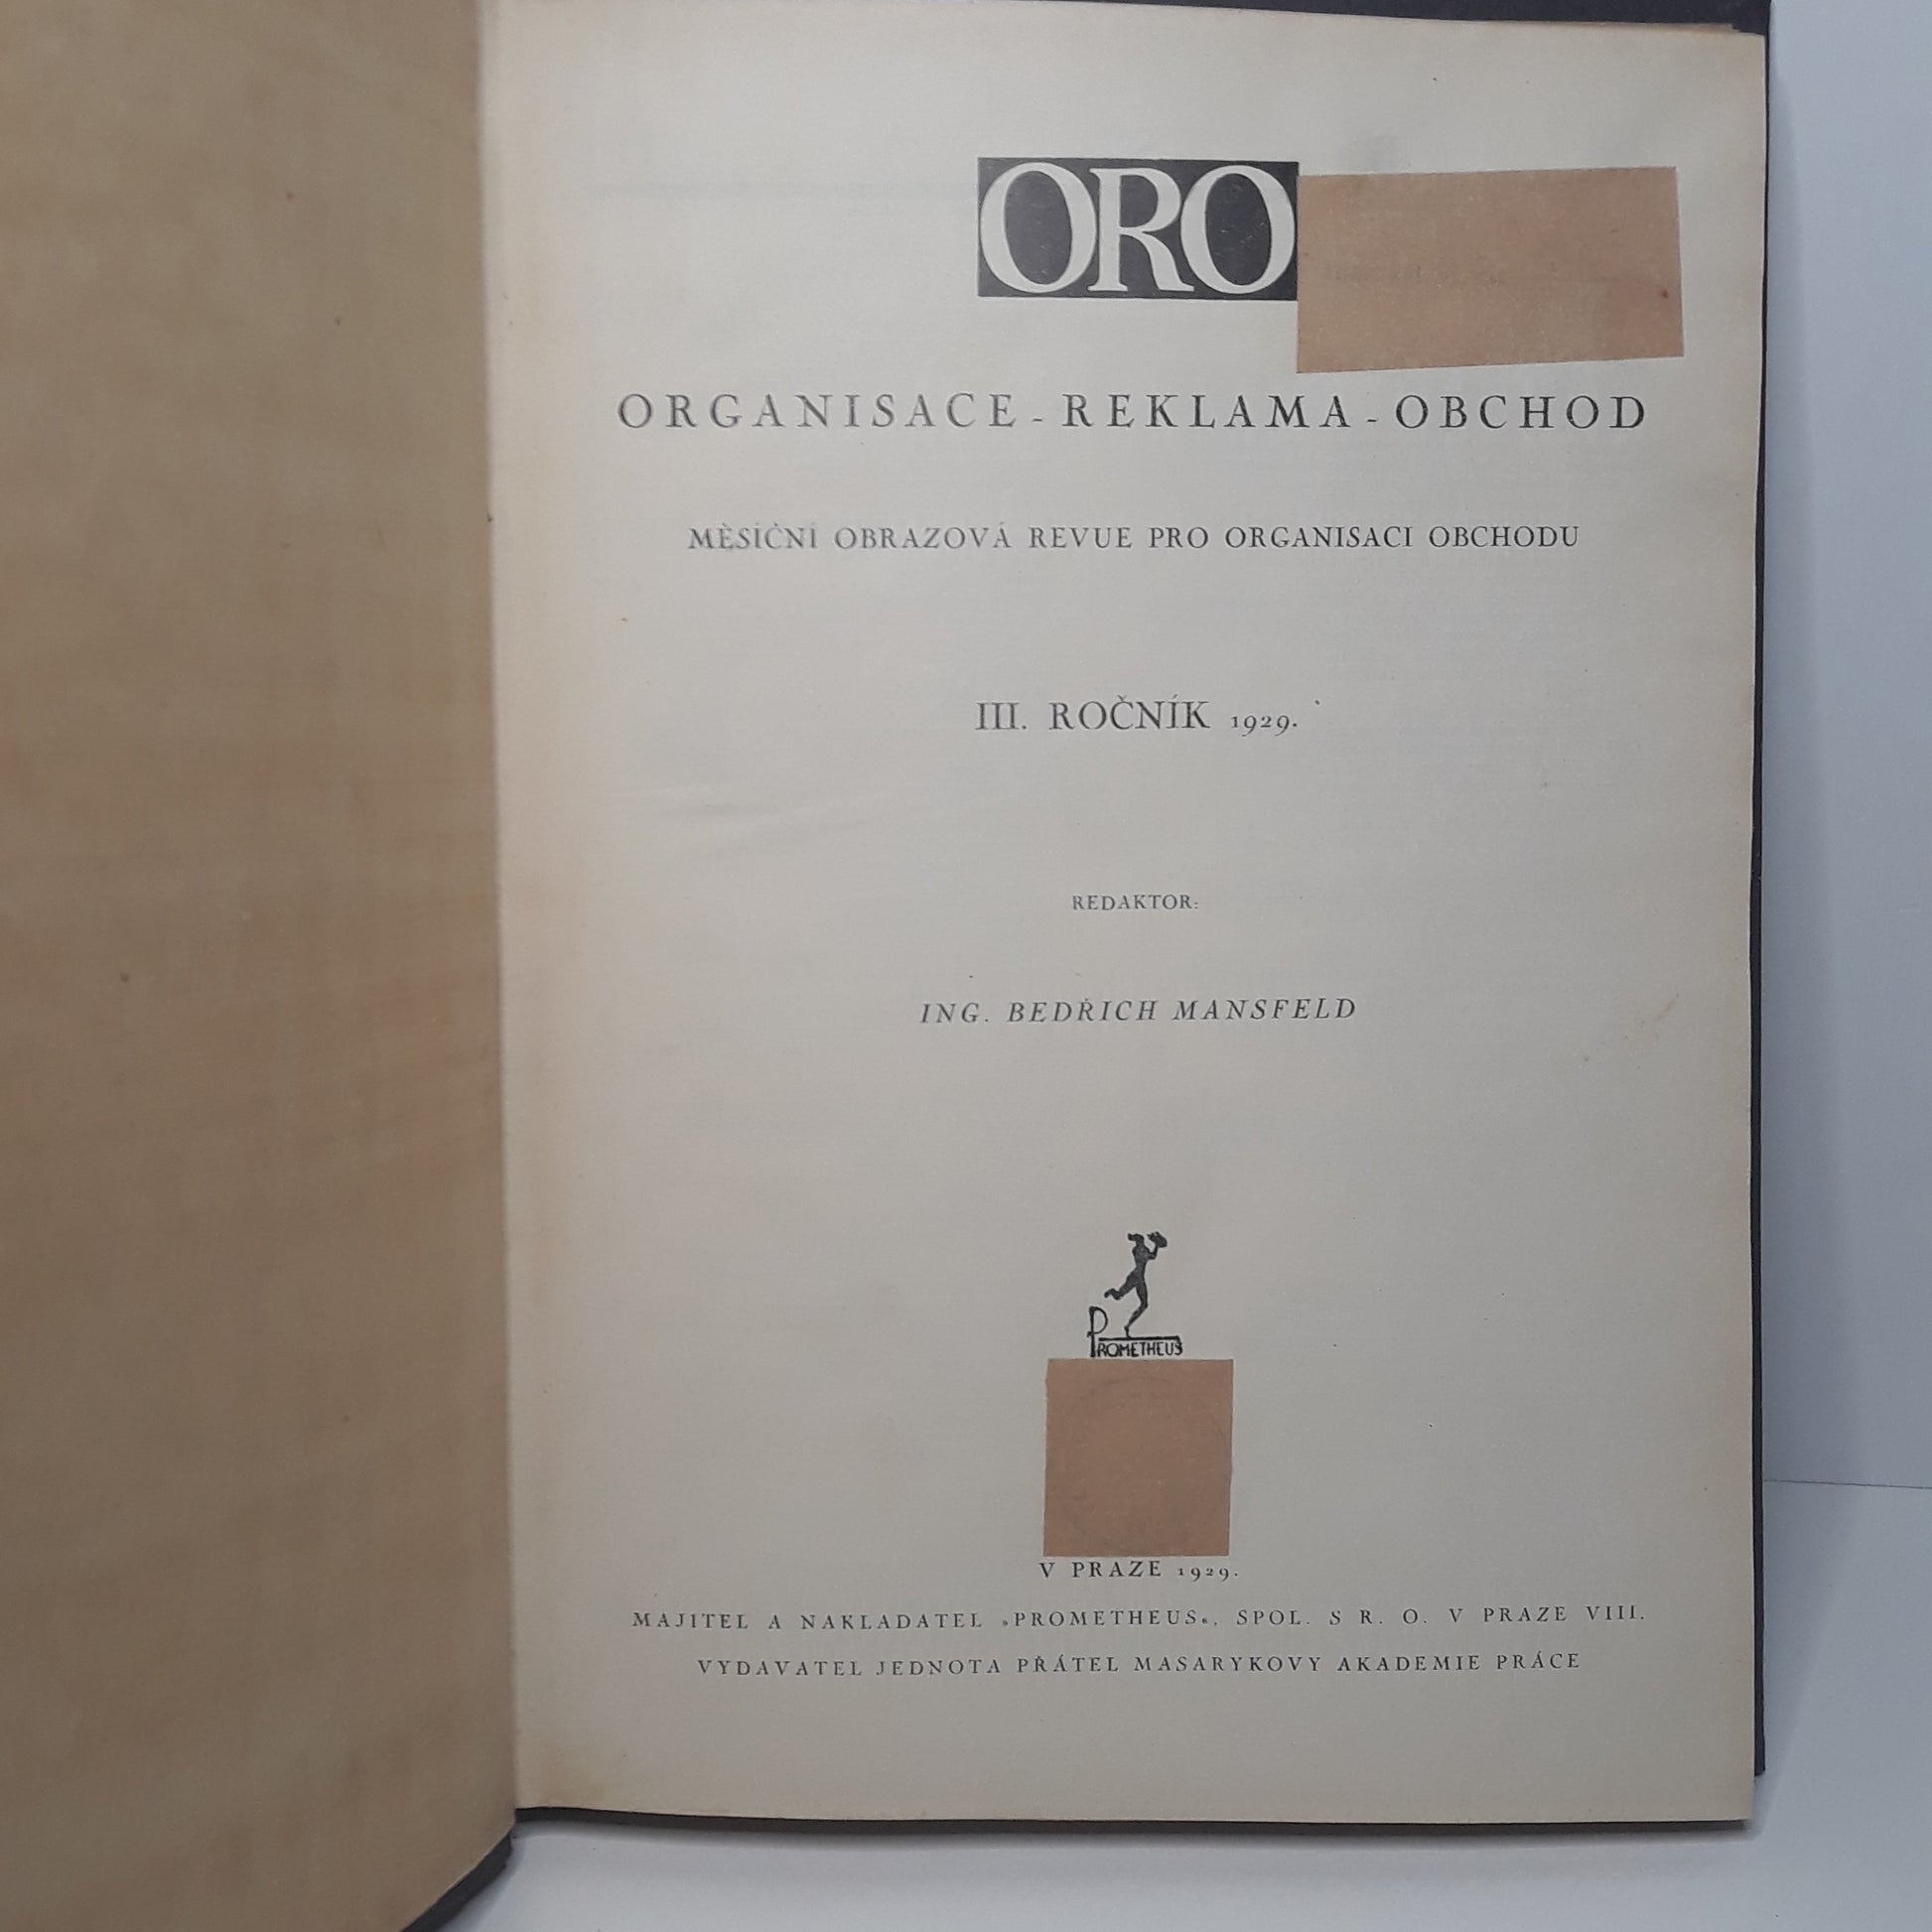 ORO
ORGANISACE - REKLAMA - OBCHOD
MĚSÍČNÍ OBRAZOVÁ REVUE PRO ORGANISACI OBCHODU
III. ROČNÍK 1929.
REDAKTOR:
ING. BEDŘICH MANSFELD
PROMETHEUS
V PRAZE 1929.
MAJITEL A NAKLADATEL »PROMETHEUS«, SPOL. S R. O. V PRAZE VIII.
VYDAVATEL JEDNOTA PŘÁTEL MASARYKOVY AKADEMIE PRÁCE